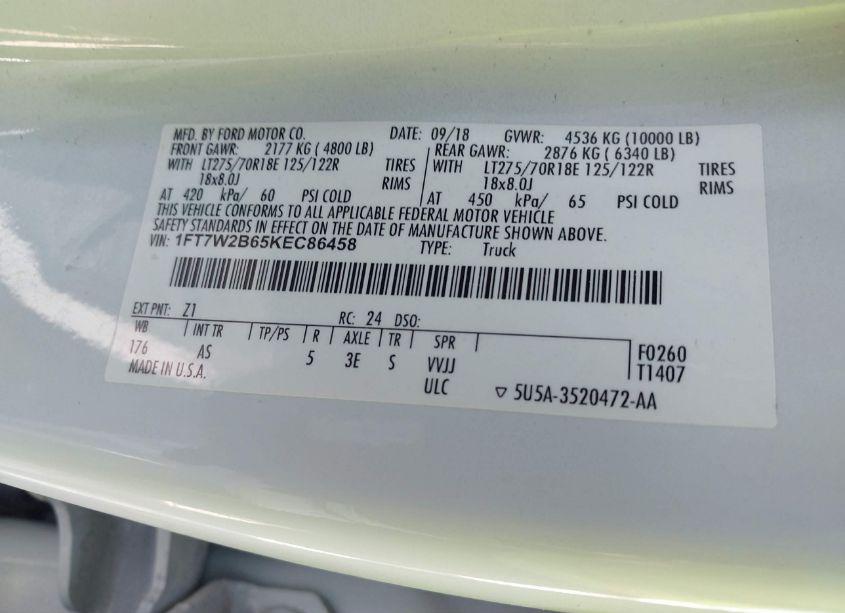 MFD. BY FORD MOTOR CO. DATE: 09/18 GVWR: 4536 KG (10000 LB)
FRONT GAWR: 2177 KG ( 4800 LB) REAR GAWR: 2876 KG ( 6340 LB)
WITH LT275/70R18E 125/122R TIRES WITH LT275/70R18E 125/122R TIRES
18x8.0J RIMS 18x8.0J RIMS
AT 420 kPa/ 60 PSI COLD AT 450 kPa/ 65 PSI COLD
THIS VEHICLE CONFORMS TO ALL APPLICABLE FEDERAL MOTOR VEHICLE
SAFETY STANDARDS IN EFFECT ON THE DATE OF MANUFACTURE SHOWN ABOVE.
VIN: 1FT7W2B65KEC86458 TYPE: Truck
EXT PNT: Z1 RC: 24 DSO:
WB INT TR TP/PS R AXLE TR SPR F0260
176 AS 5 3E S VVJJ T1407
MADE IN U.S.A. ULC ▽ 5U5A-3520472-AA